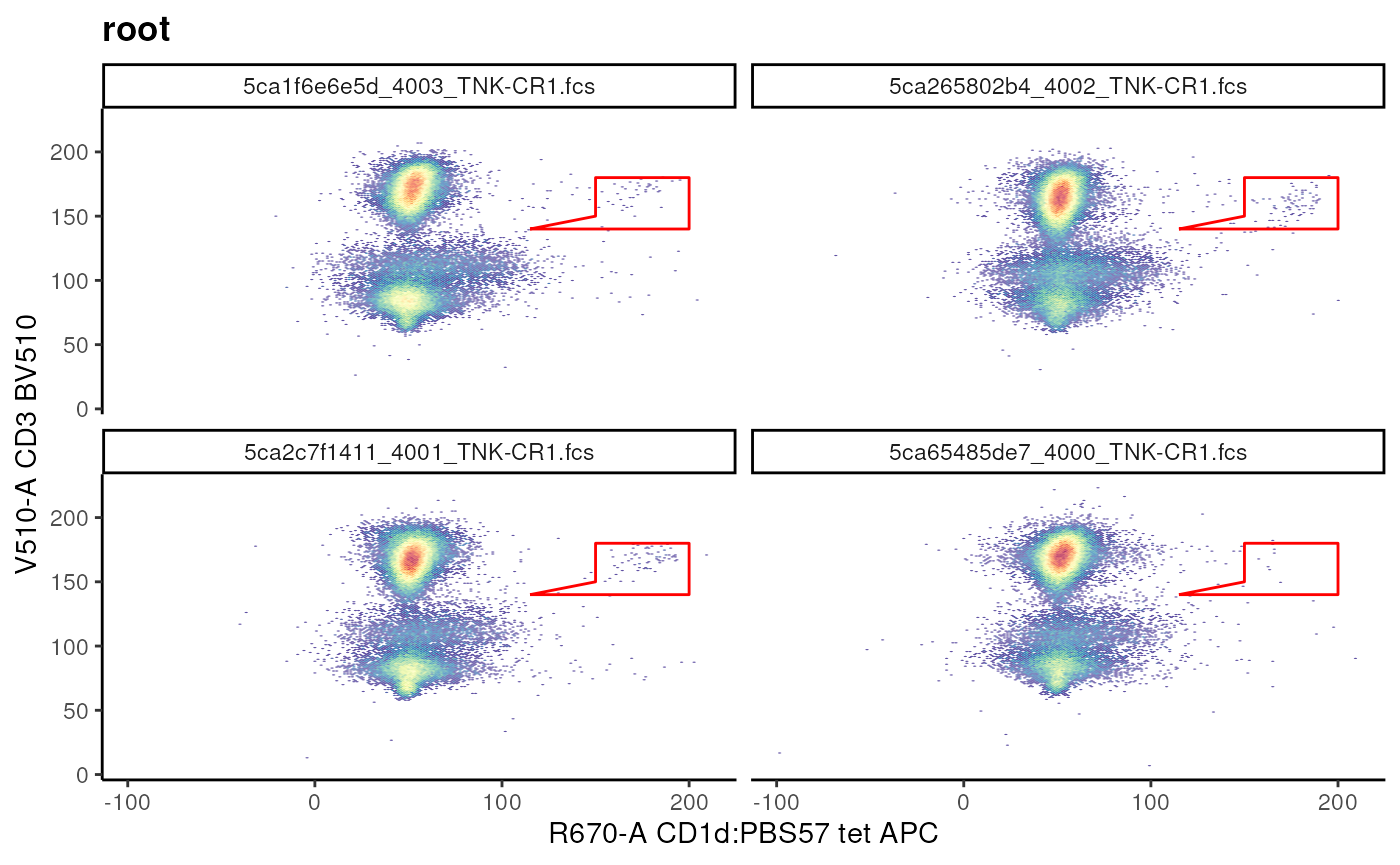 root
5ca1f6e6e5d_4003_TNK-CR1.fcs
5ca265802b4_4002_TNK-CR1.fcs
200
150
100
50
0
5ca2c7f1411_4001_TNK-CR1.fcs
5ca65485de7_4000_TNK-CR1.fcs
200
150
100
50
0
V510-A CD3 BV510
-100
0
100
200
-100
0
100
200
R670-A CD1d:PBS57 tet APC